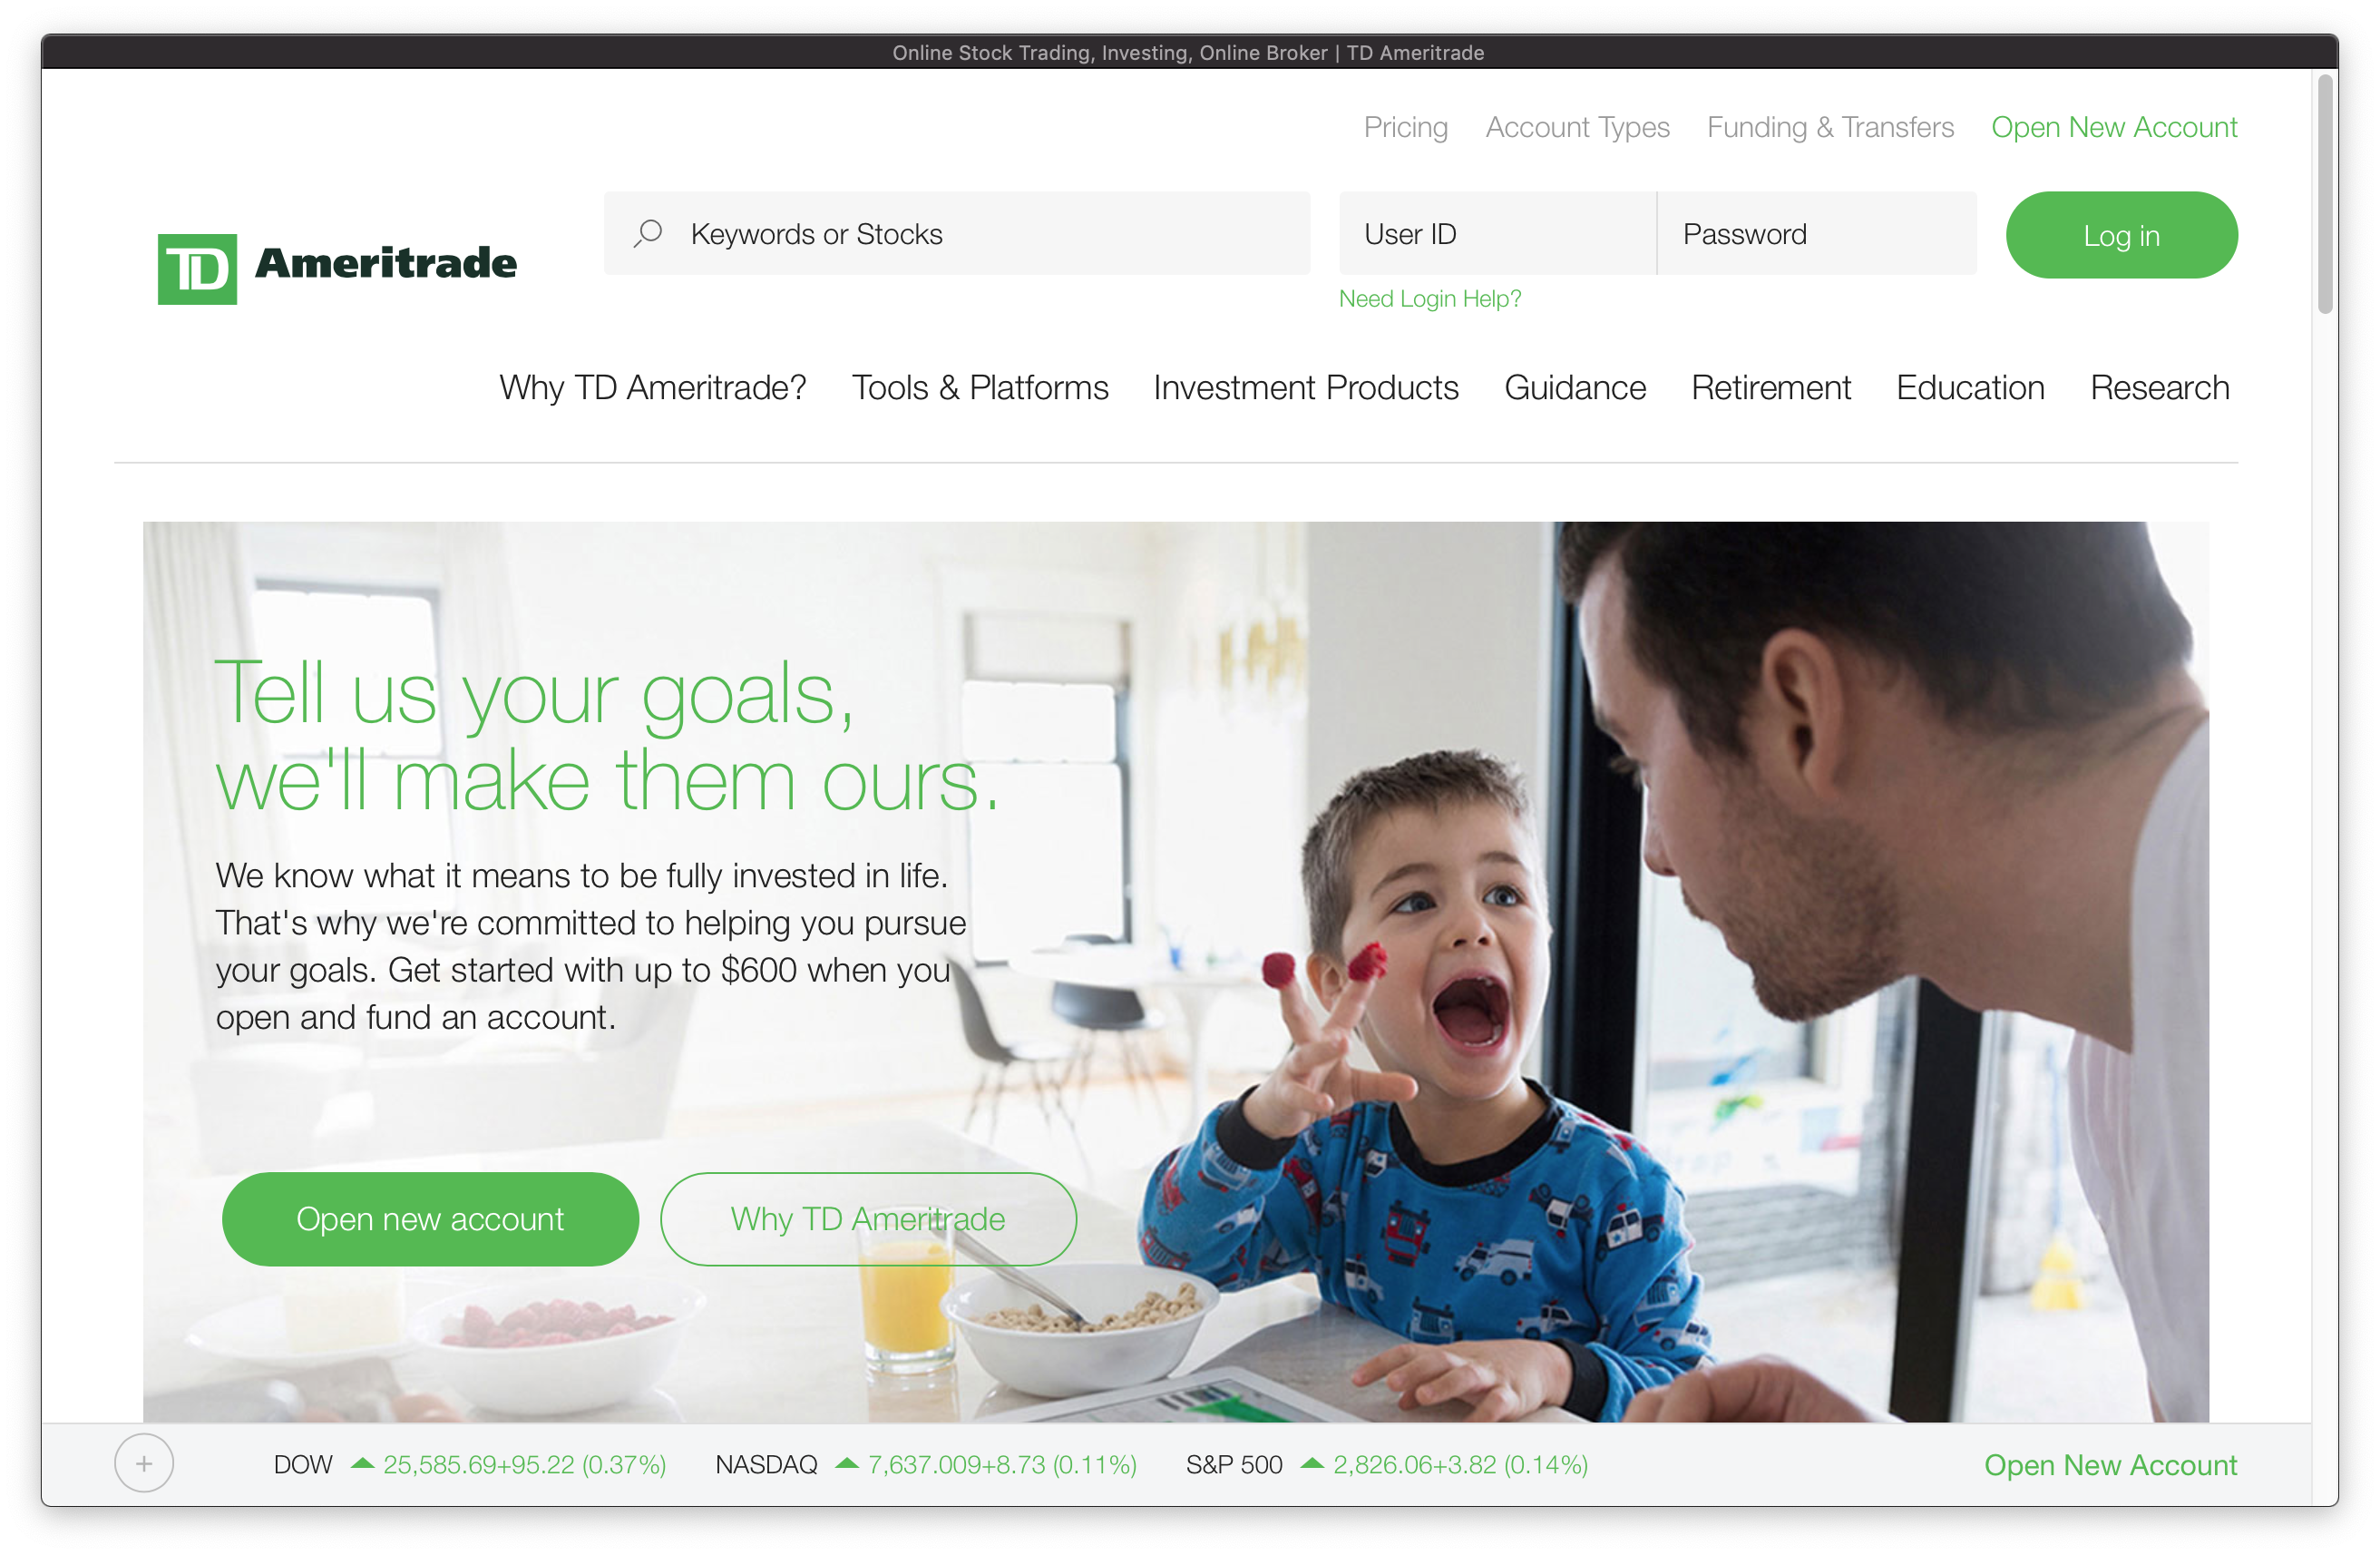 Online Stock Trading, Investing, Online Broker | TD Ameritrade
Pricing Account Types Funding & Transfers Open New Account
TD Ameritrade
Keywords or Stocks
User ID
Password
Log in
Need Login Help?
Why TD Ameritrade? Tools & Platforms Investment Products Guidance Retirement Education Research
Tell us your goals,
we'll make them ours.
We know what it means to be fully invested in life.
That's why we're committed to helping you pursue
your goals. Get started with up to $600 when you
open and fund an account.
Open new account
Why TD Ameritrade
DOW 25,585.69+95.22 (0.37%) NASDAQ 7,637.009+8.73 (0.11%) S&P 500 2,826.06+3.82 (0.14%) Open New Account